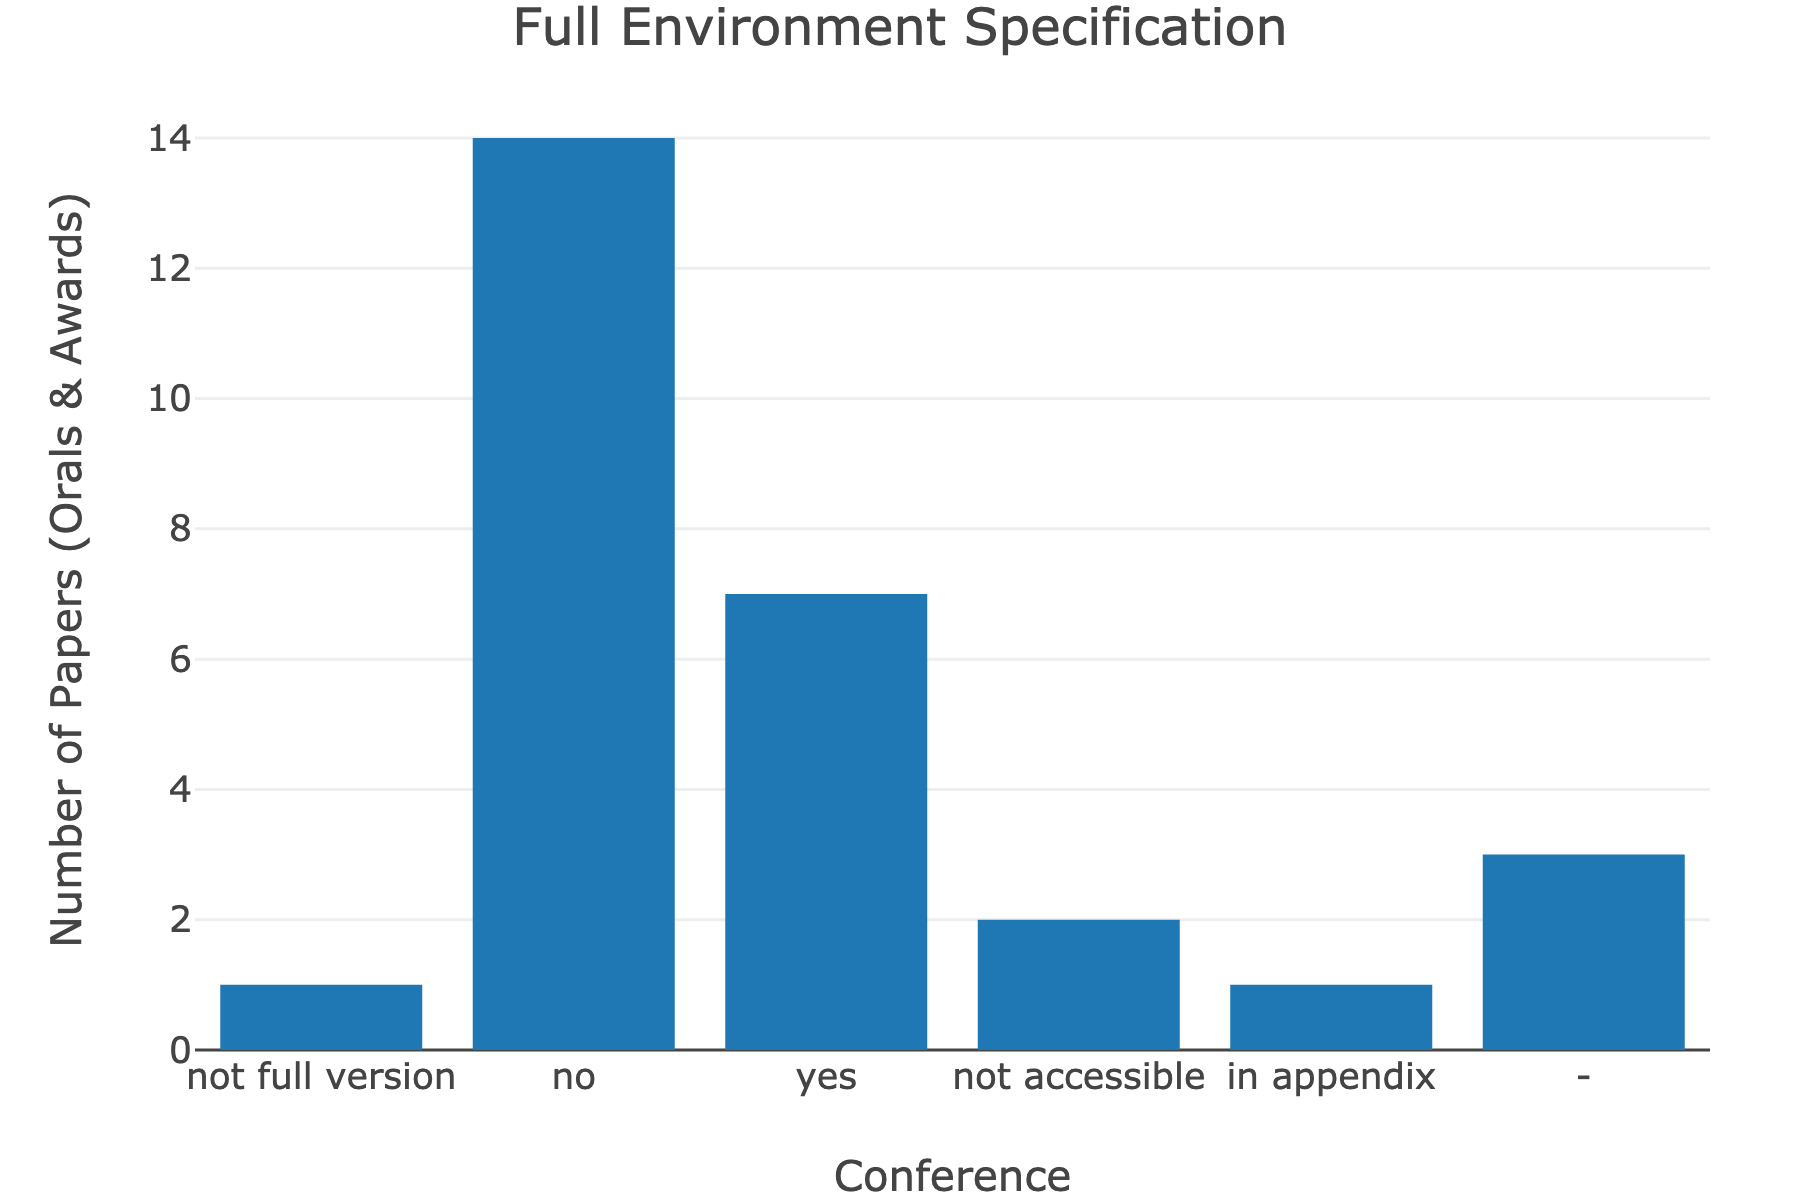 Full Environment Specification
Number of Papers (Orals & Awards)
14
12
10
8
6
4
2
0
not full version
no
yes
not accessible
in appendix
-
Conference